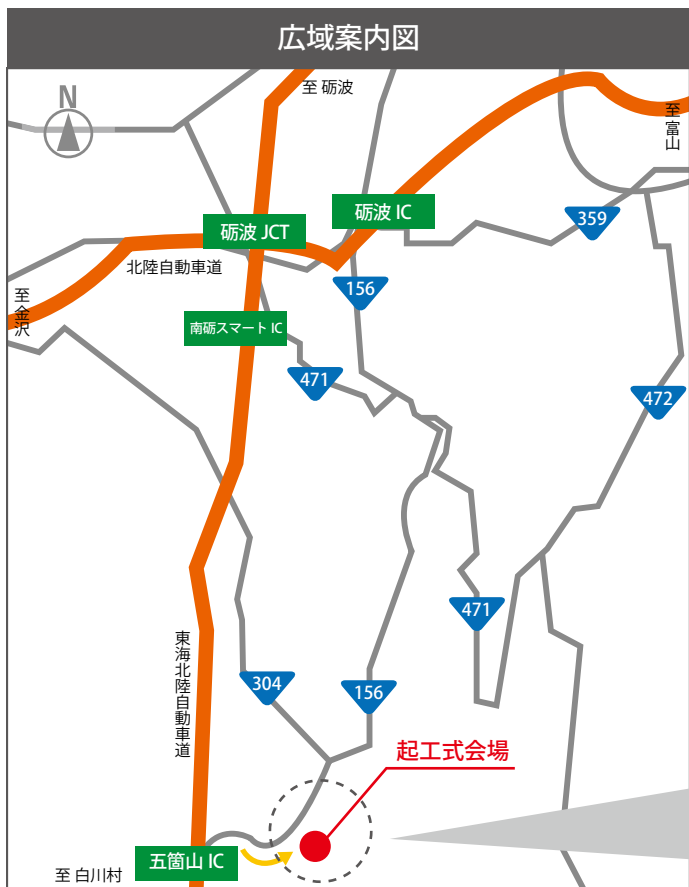 広域案内図
N
至 砺波
至富山
砺波 IC
359
砺波 JCT
北陸自動車道
156
至金沢
南砺スマート IC
471
472
471
東海北陸自動車道
304
156
起工式会場
五箇山 IC
至 白川村